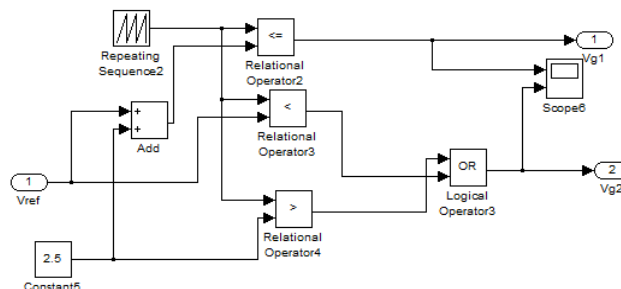 <=
1
Repeating
Sequence2
Relational
Operator2
Vg1
+
+
<
Scope6
Add
Relational
Operator3
1
OR
2
Vref
>
Logical
Operator3
Vg2
2.5
Relational
Operator4
Constant5